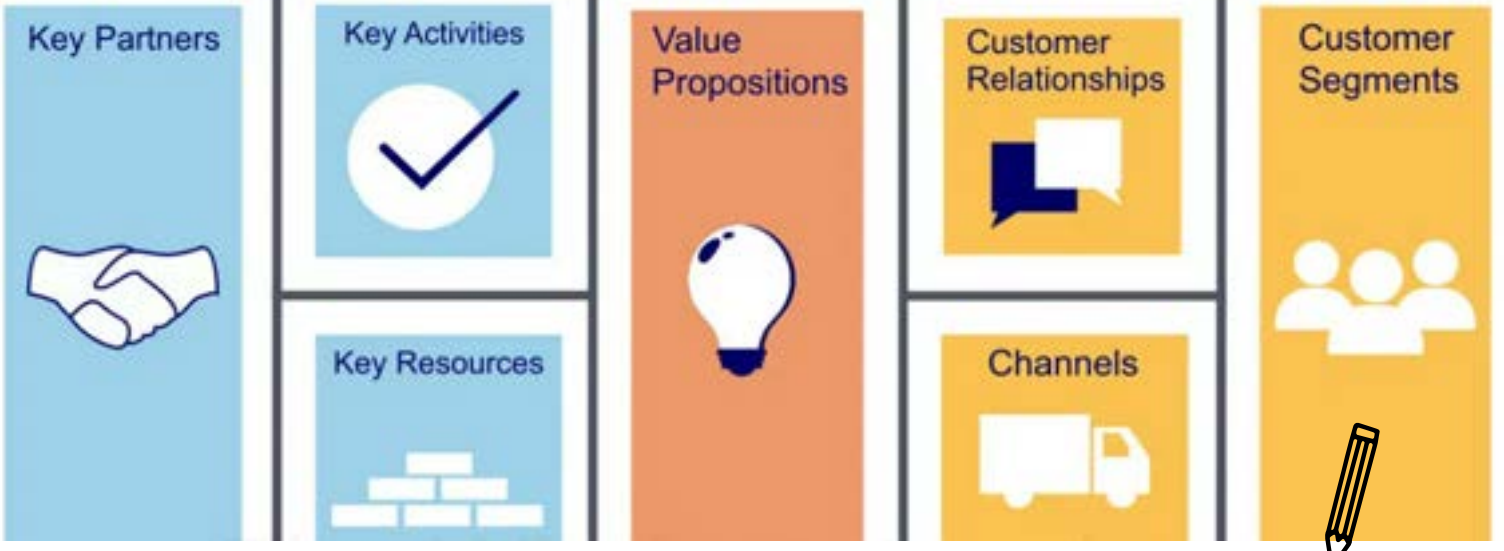 Key Partners
Key Activities
Key Resources
Value
Propositions
Customer
Relationships
Channels
Customer
Segments